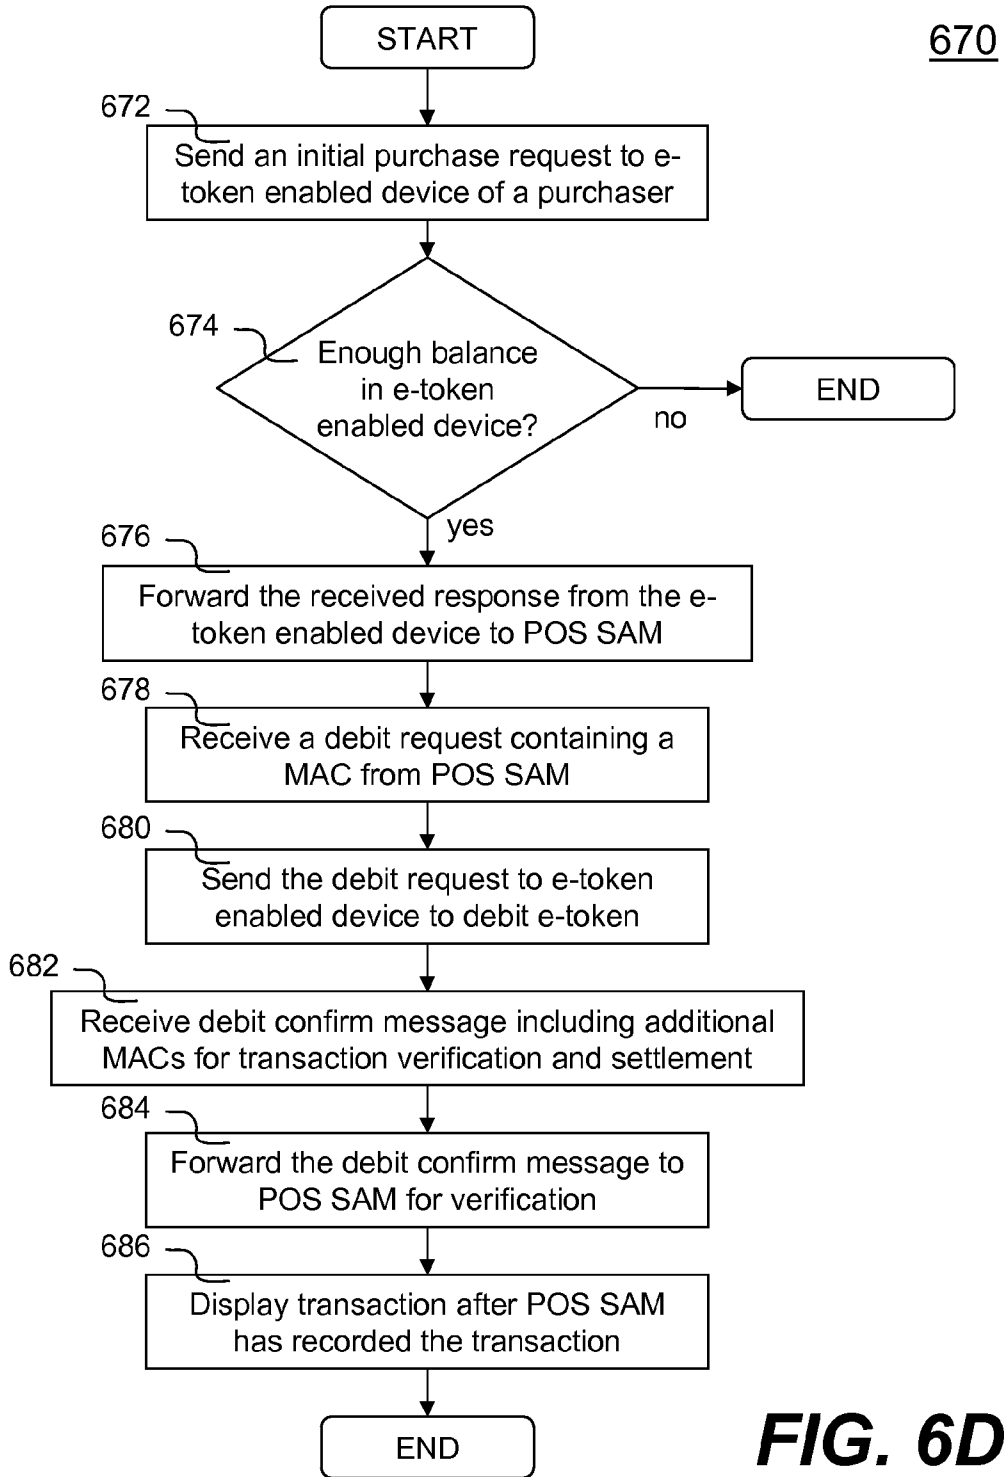 START
670
672
Send an initial purchase request to e-
token enabled device of a purchaser
674
Enough balance
in e-token
enabled device?
no
END
yes
676
Forward the received response from the e-
token enabled device to POS SAM
678
Receive a debit request containing a
MAC from POS SAM
680
Send the debit request to e-token
enabled device to debit e-token
682
Receive debit confirm message including additional
MACs for transaction verification and settlement
684
Forward the debit confirm message to
POS SAM for verification
686
Display transaction after POS SAM
has recorded the transaction
END
FIG. 6D